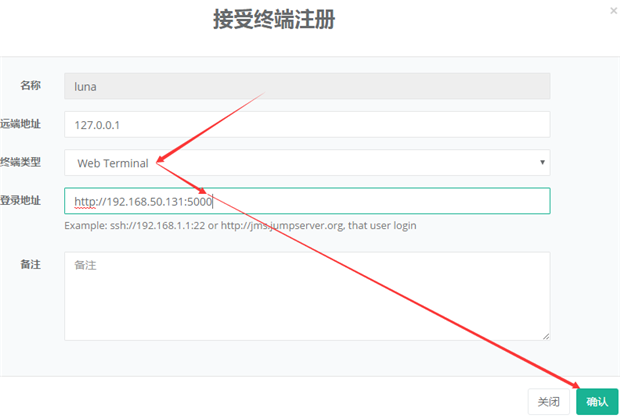 接受终端注册
×
名称 luna
远端地址 127.0.0.1
终端类型 Web Terminal
登录地址 http://192.168.50.131:5000
Example: ssh://192.168.1.1:22 or http://jms.jumpserver.org, that user login
备注 备注
关闭 确认